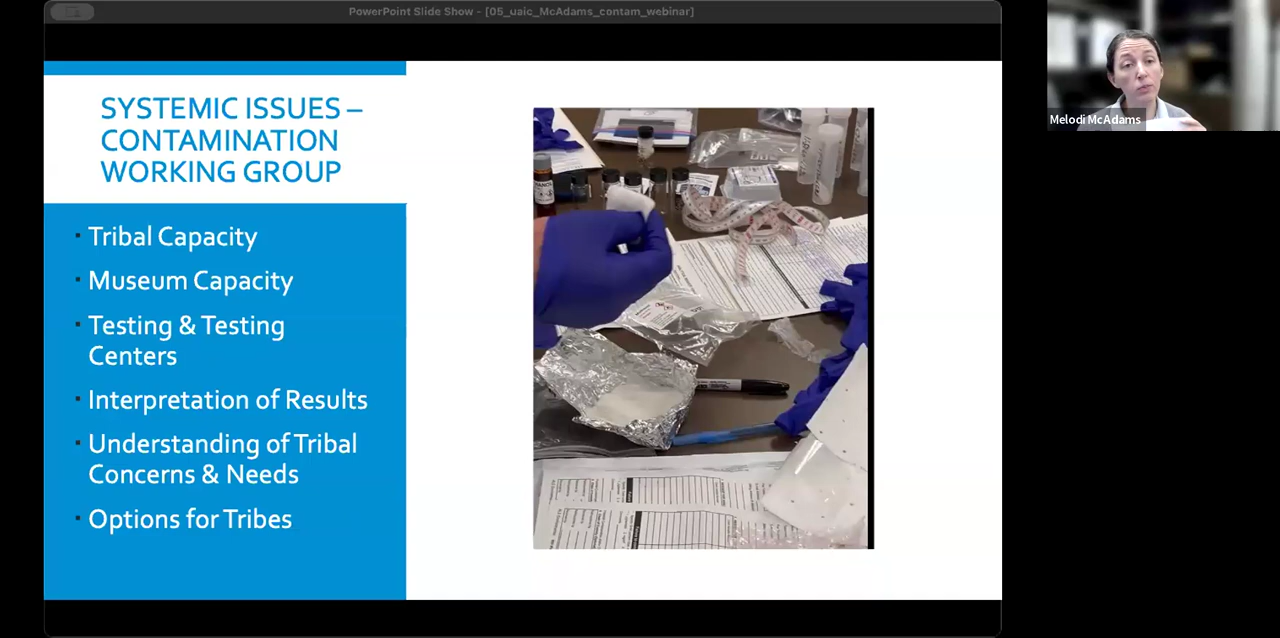 PowerPoint Slide Show - [05_uaic_McAdams_contam_webinar]
SYSTEMIC ISSUES –
CONTAMINATION
WORKING GROUP
Tribal Capacity
Museum Capacity
Testing & Testing
Centers
Interpretation of Results
Understanding of Tribal
Concerns & Needs
Options for Tribes
Melodi McAdams